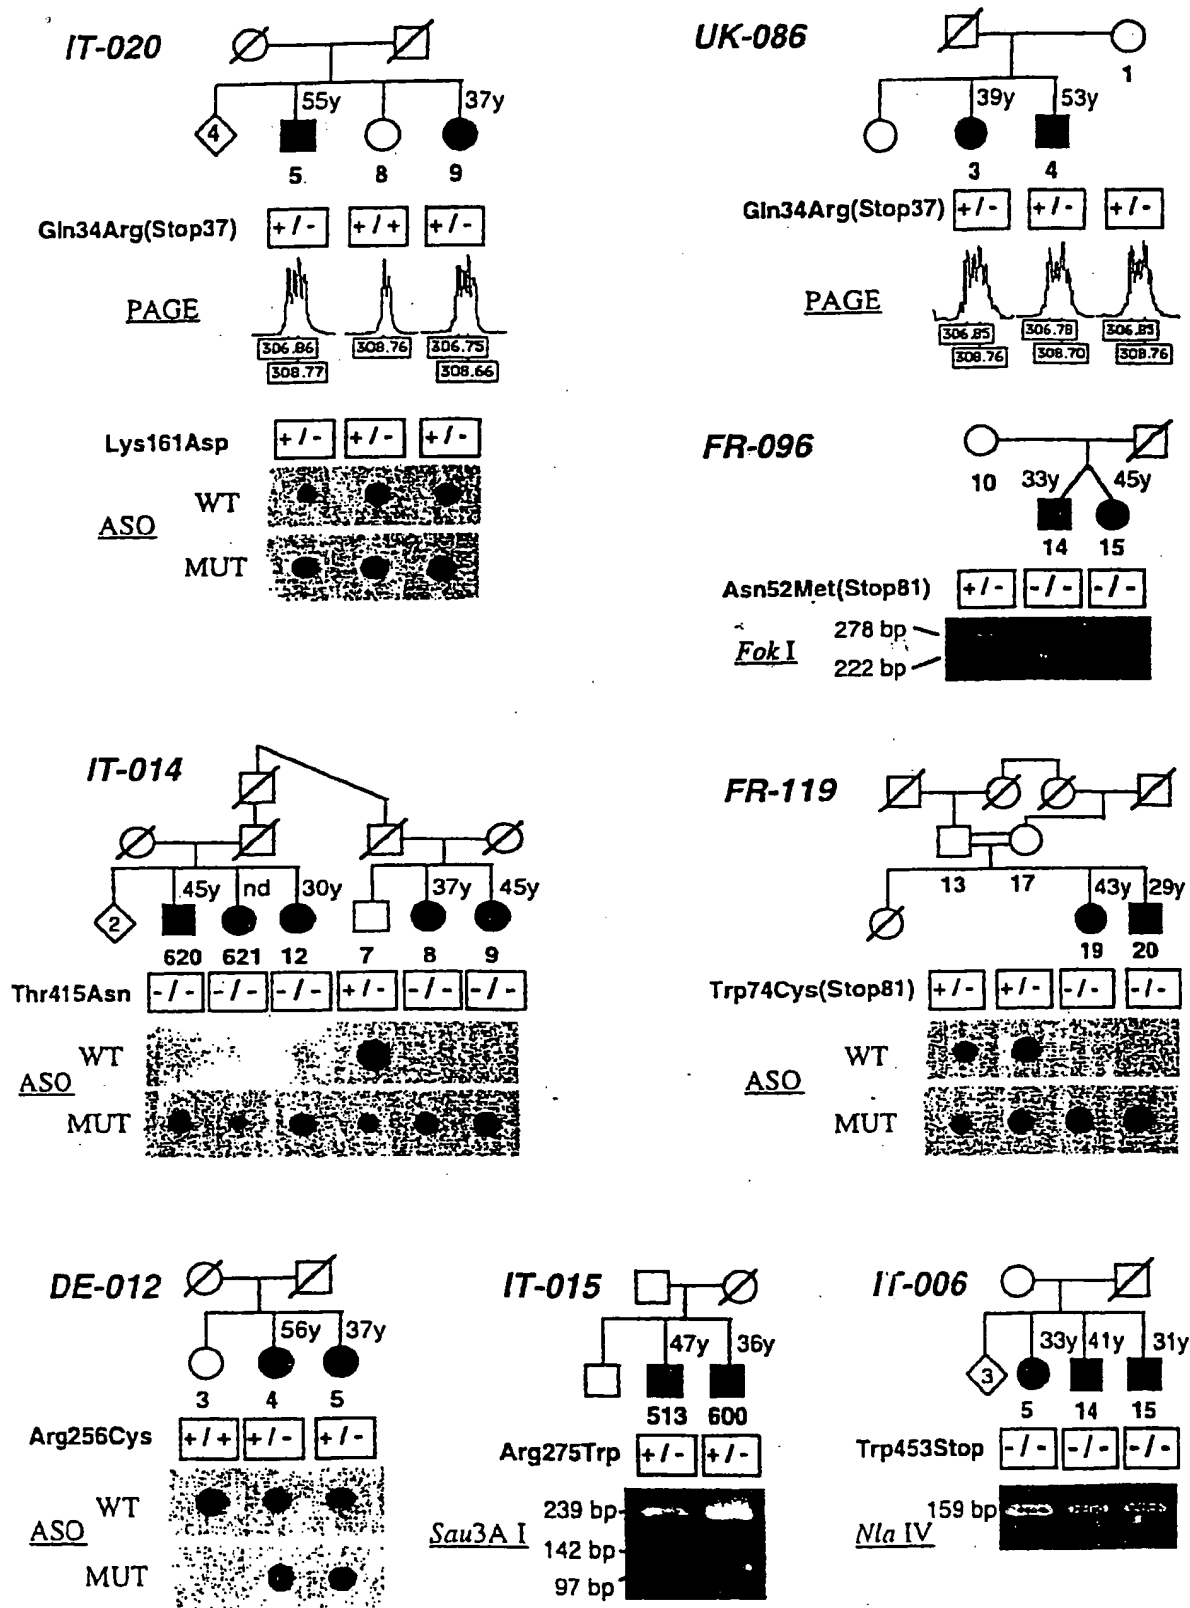 IT-020
55y 37y
4
5 8 9
Gln34Arg(Stop37) +/- +/+ +/-
PAGE
306.86 308.76 306.75
308.77 308.66
Lys161Asp +/- +/- +/-
WT
ASO
MUT
UK-086
1
39y 53y
3 4
Gln34Arg(Stop37) +/- +/- +/-
PAGE
306.85 306.78 306.83
308.76 308.70 308.76
FR-096
10 33y 45y
14 15
Asn52Met(Stop81) +/- -/- -/-
278 bp
Fok I
222 bp
IT-014
45y nd 30y 37y 45y
2
620 621 12 7 8 9
Thr415Asn -/- -/- -/- +/- -/- -/-
WT
ASO
MUT
FR-119
13 17 43y 29y
19 20
Trp74Cys(Stop81) +/- +/- -/- -/-
WT
ASO
MUT
DE-012
56y 37y
3 4 5
Arg256Cys +/+ +/- +/-
WT
ASO
MUT
IT-015
47y 36y
513 600
Arg275Trp +/- +/-
239 bp
Sau3A I
142 bp
97 bp
IT-006
33y 41y 31y
3
5 14 15
Trp453Stop -/- -/- -/-
159 bp
Nla IV